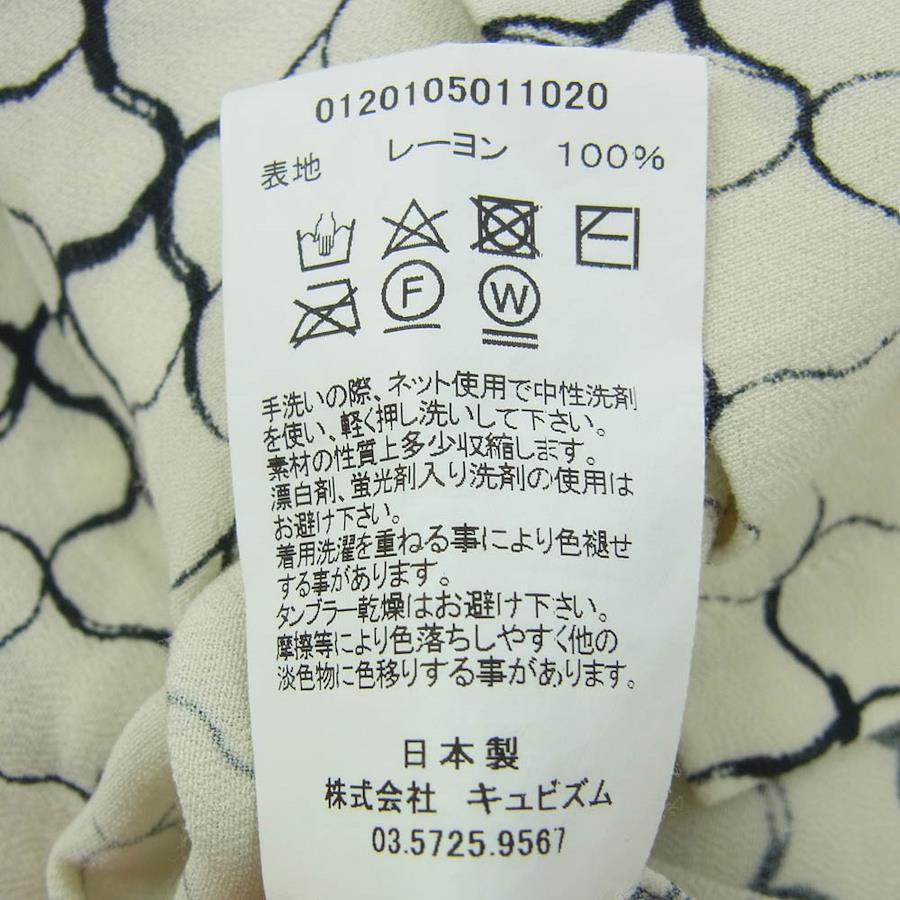 0120105011020
表地 レーヨン 100%
F W
手洗いの際、ネット使用で中性洗剤
を使い、軽く押し洗いして下さい。
素材の性質上多少収縮します。
漂白剤、蛍光剤入り洗剤の使用は
お避け下さい。
着用洗濯を重ねる事により色褪せ
する事があります。
タンブラー乾燥はお避け下さい。
摩擦等により色落ちしやすく他の
淡色物に色移りする事があります。
日本製
株式会社 キュビズム
03.5725.9567